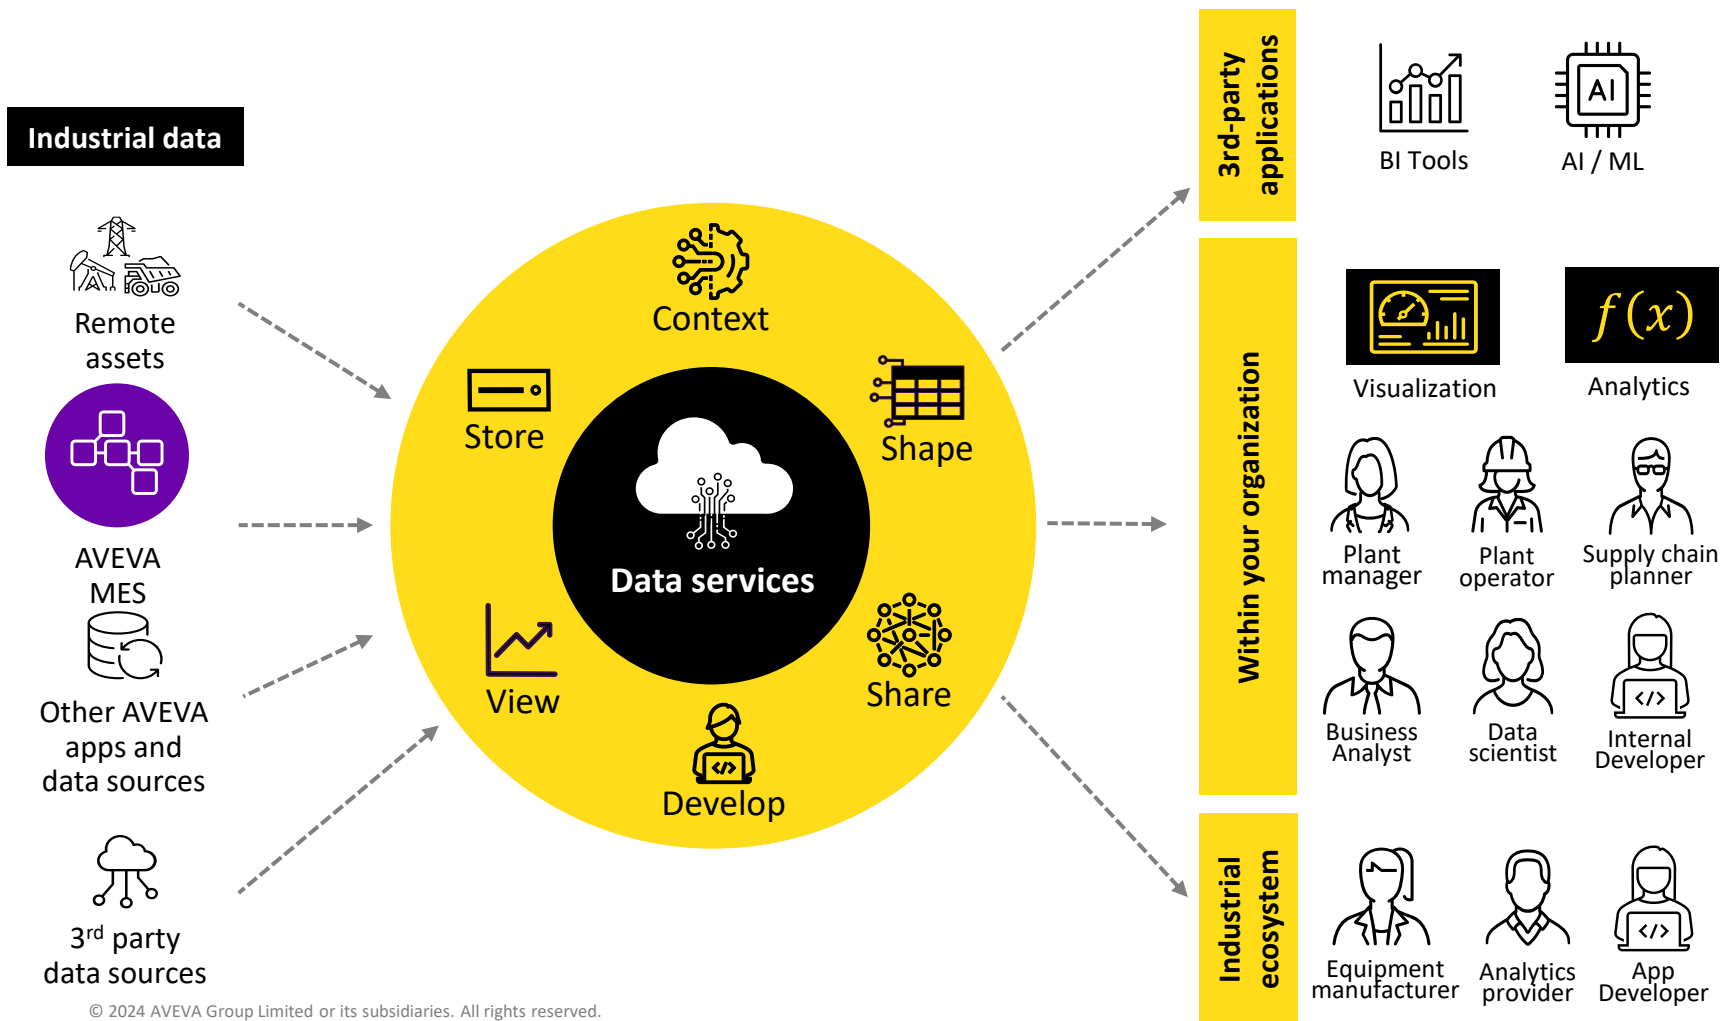 Industrial data
Remote
assets
AVEVA
MES
Other AVEVA
apps and
data sources
3rd party
data sources
Context
Store
Shape
Data services
View
Share
</>
Develop
3rd-party
applications
BI Tools
AI
AI / ML
Within your organization
f(x)
Visualization
Analytics
Plant
manager
Plant
operator
Supply chain
planner
Business
Analyst
Data
scientist
</>
Internal
Developer
Industrial
ecosystem
Equipment
manufacturer
Analytics
provider
</>
App
Developer
© 2024 AVEVA Group Limited or its subsidiaries. All rights reserved.